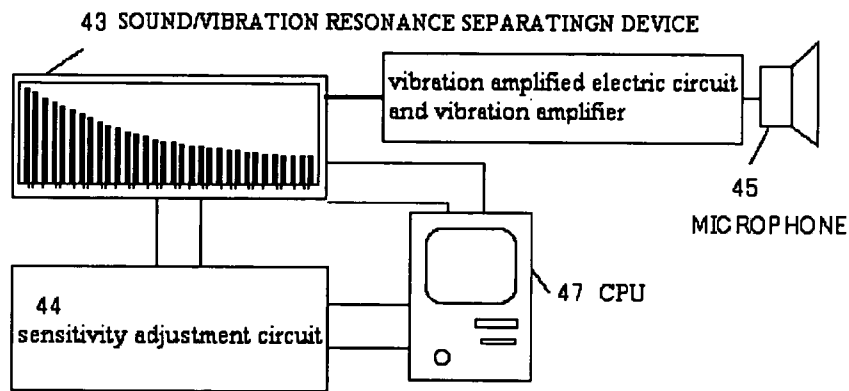 43 SOUND/VIBRATION RESONANCE SEPARATINGN DEVICE
vibration amplified electric circuit
and vibration amplifier
45
MICROPHONE
44
sensitivity adjustment circuit
47 CPU